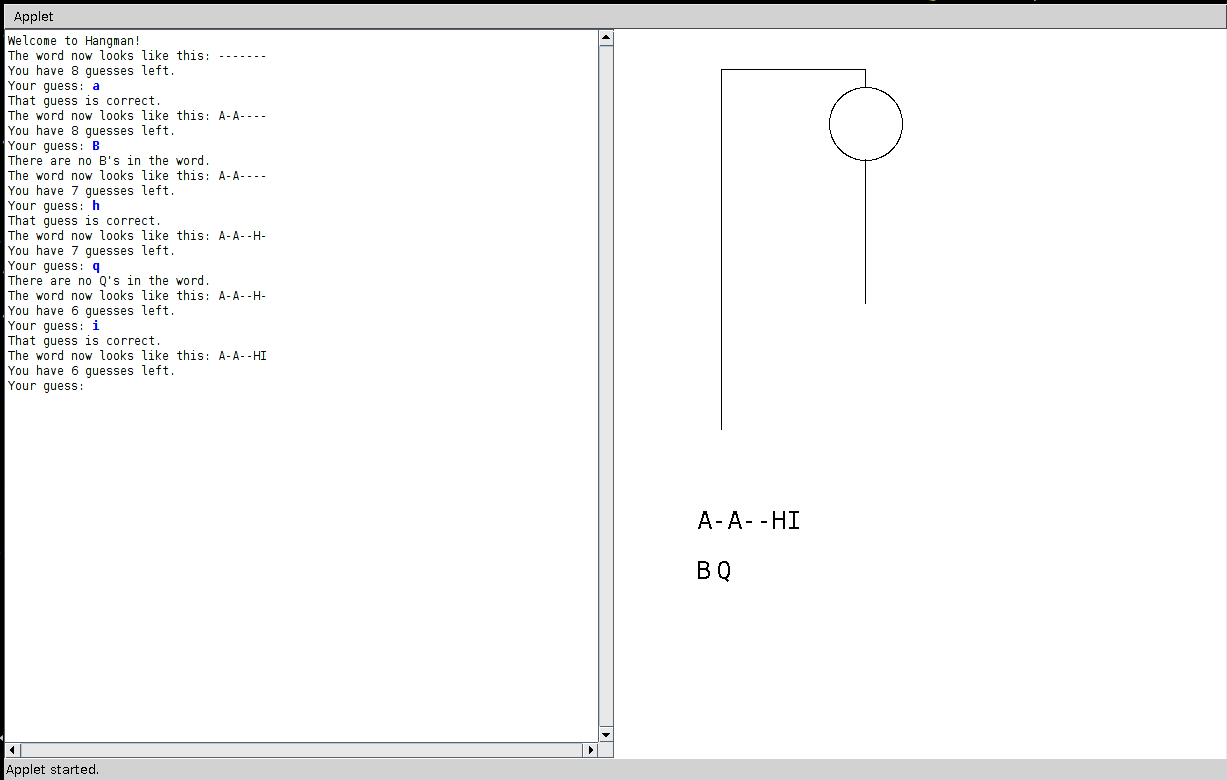 Applet
Welcome to Hangman!
The word now looks like this: -------
You have 8 guesses left.
Your guess: a
That guess is correct.
The word now looks like this: A-A----
You have 8 guesses left.
Your guess: B
There are no B's in the word.
The word now looks like this: A-A----
You have 7 guesses left.
Your guess: h
That guess is correct.
The word now looks like this: A-A--H-
You have 7 guesses left.
Your guess: q
There are no Q's in the word.
The word now looks like this: A-A--H-
You have 6 guesses left.
Your guess: i
That guess is correct.
The word now looks like this: A-A--HI
You have 6 guesses left.
Your guess:
A-A--HI
BQ
Applet started.